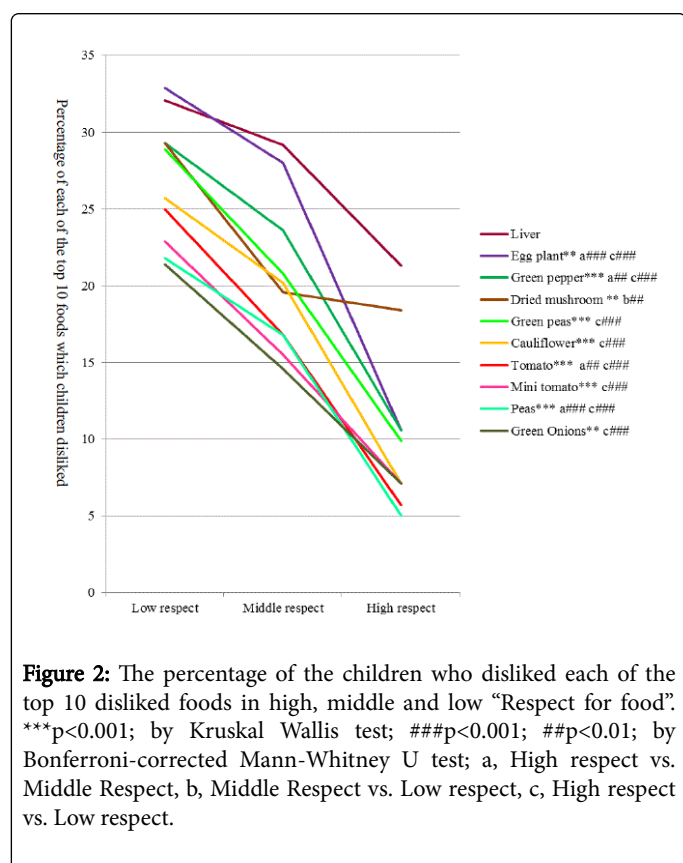 35
30
25
20
15
10
5
0
Percentage of each of the top 10 foods which children disliked
Low respect
Middle respect
High respect
Liver
Egg plant** a### c###
Green pepper*** a## c###
Dried mushroom ** b##
Green peas*** c###
Cauliflower*** c###
Tomato*** a## c###
Mini tomato*** c###
Peas*** a### c###
Green Onions** c###
Figure 2: The percentage of the children who disliked each of the
top 10 disliked foods in high, middle and low “Respect for food”.
***p<0.001; by Kruskal Wallis test; ###p<0.001; ##p<0.01; by
Bonferroni-corrected Mann-Whitney U test; a, High respect vs.
Middle Respect, b, Middle Respect vs. Low respect, c, High respect
vs. Low respect.